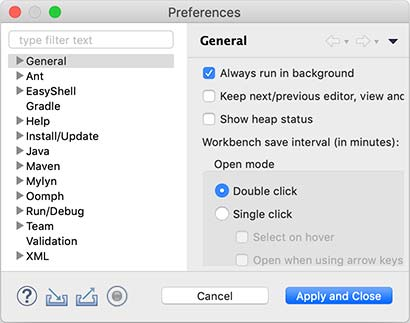 Preferences
type filter text
General
Ant
EasyShell
Gradle
Help
Install/Update
Java
Maven
Mylyn
Oomph
Run/Debug
Team
Validation
XML
General
Always run in background
Keep next/previous editor, view and
Show heap status
Workbench save interval (in minutes):
Open mode
Double click
Single click
Select on hover
Open when using arrow keys
?
Cancel
Apply and Close